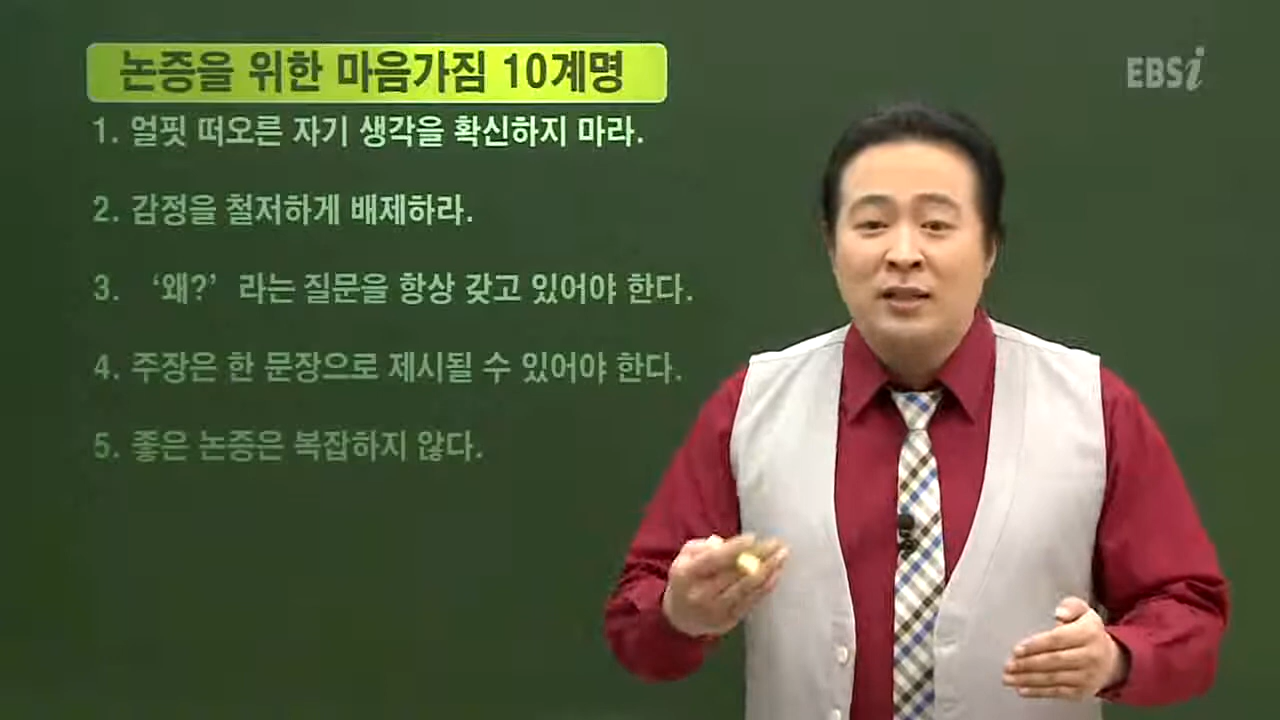 논증을 위한 마음가짐 10계명
EBSi
1. 얼핏 떠오른 자기 생각을 확신하지 마라.
2. 감정을 철저하게 배제하라.
3. ‘왜?’ 라는 질문을 항상 갖고 있어야 한다.
4. 주장은 한 문장으로 제시될 수 있어야 한다.
5. 좋은 논증은 복잡하지 않다.